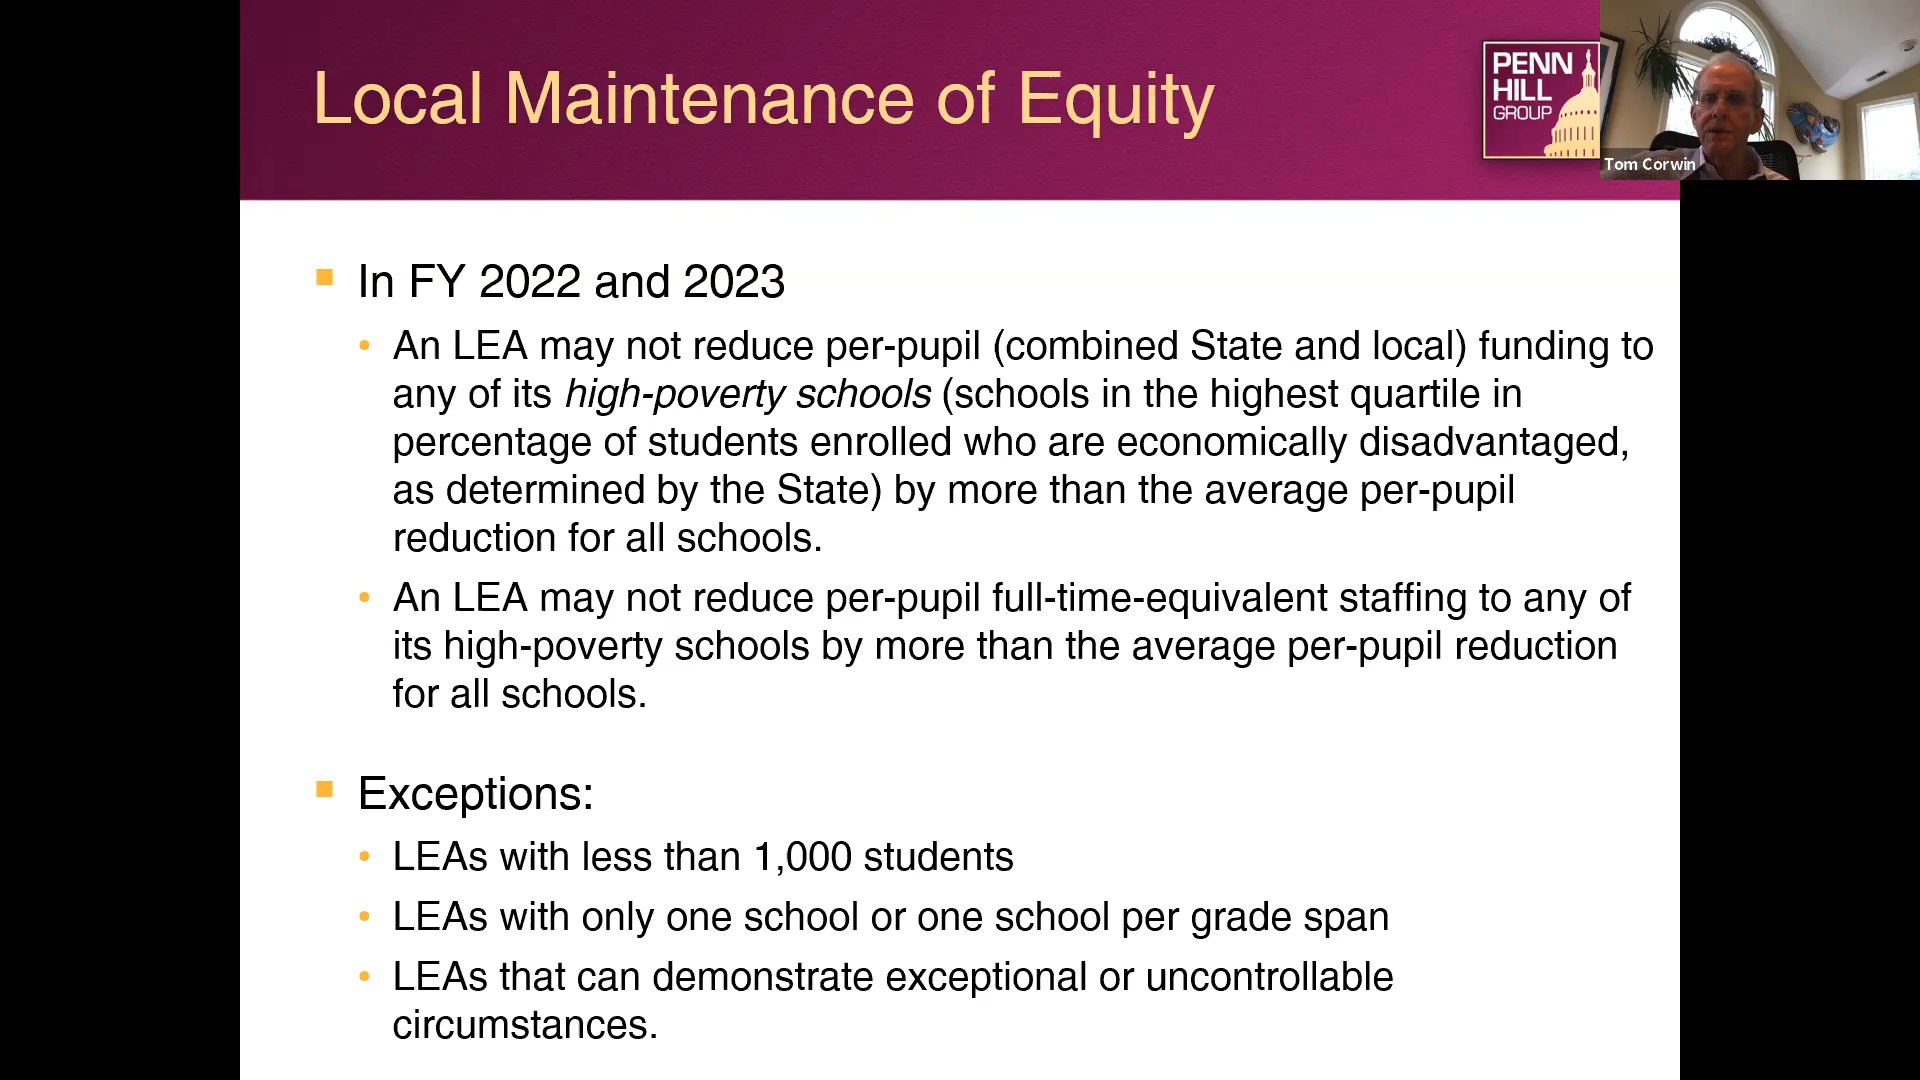 Local Maintenance of Equity
PENN
HILL
GROUP
Tom Corwin
In FY 2022 and 2023
An LEA may not reduce per-pupil (combined State and local) funding to
any of its high-poverty schools (schools in the highest quartile in
percentage of students enrolled who are economically disadvantaged,
as determined by the State) by more than the average per-pupil
reduction for all schools.
An LEA may not reduce per-pupil full-time-equivalent staffing to any of
its high-poverty schools by more than the average per-pupil reduction
for all schools.
Exceptions:
LEAs with less than 1,000 students
LEAs with only one school or one school per grade span
LEAs that can demonstrate exceptional or uncontrollable
circumstances.